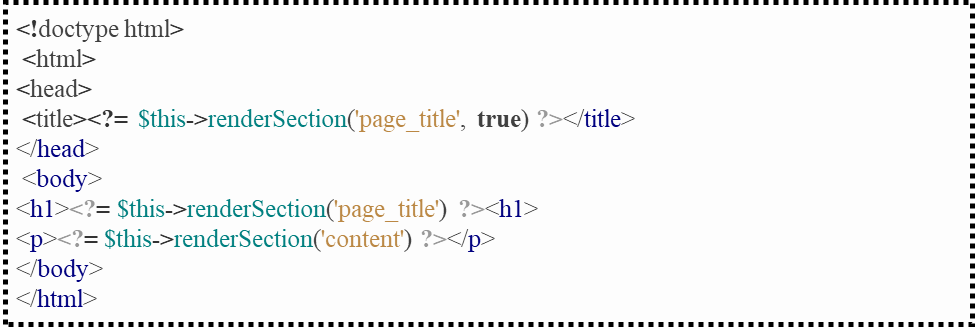 <!doctype html>
<html>
<head>
<title><?= $this->renderSection('page_title', true) ?></title>
</head>
<body>
<h1><?= $this->renderSection('page_title') ?><h1>
<p><?= $this->renderSection('content') ?></p>
</body>
</html>